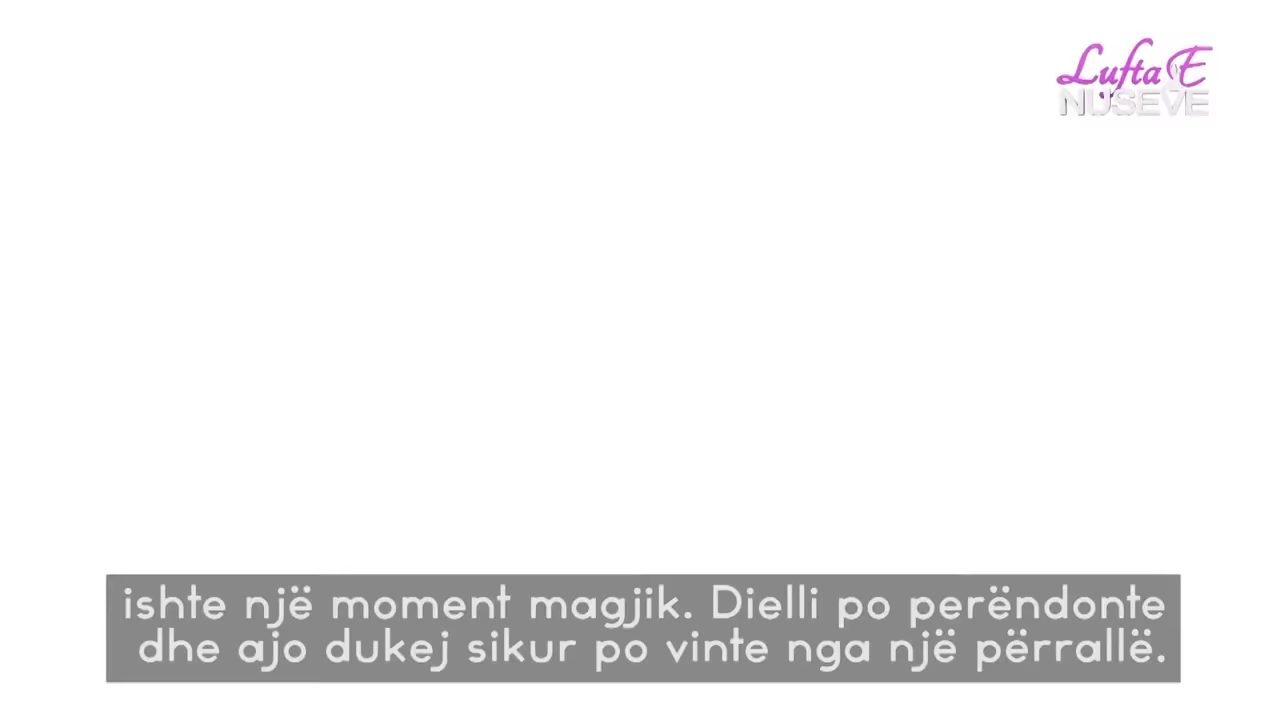 Lufta E
NUSEVE
ishte një moment magjik. Dielli po perëndonte
dhe ajo dukej sikur po vinte nga një përrallë.